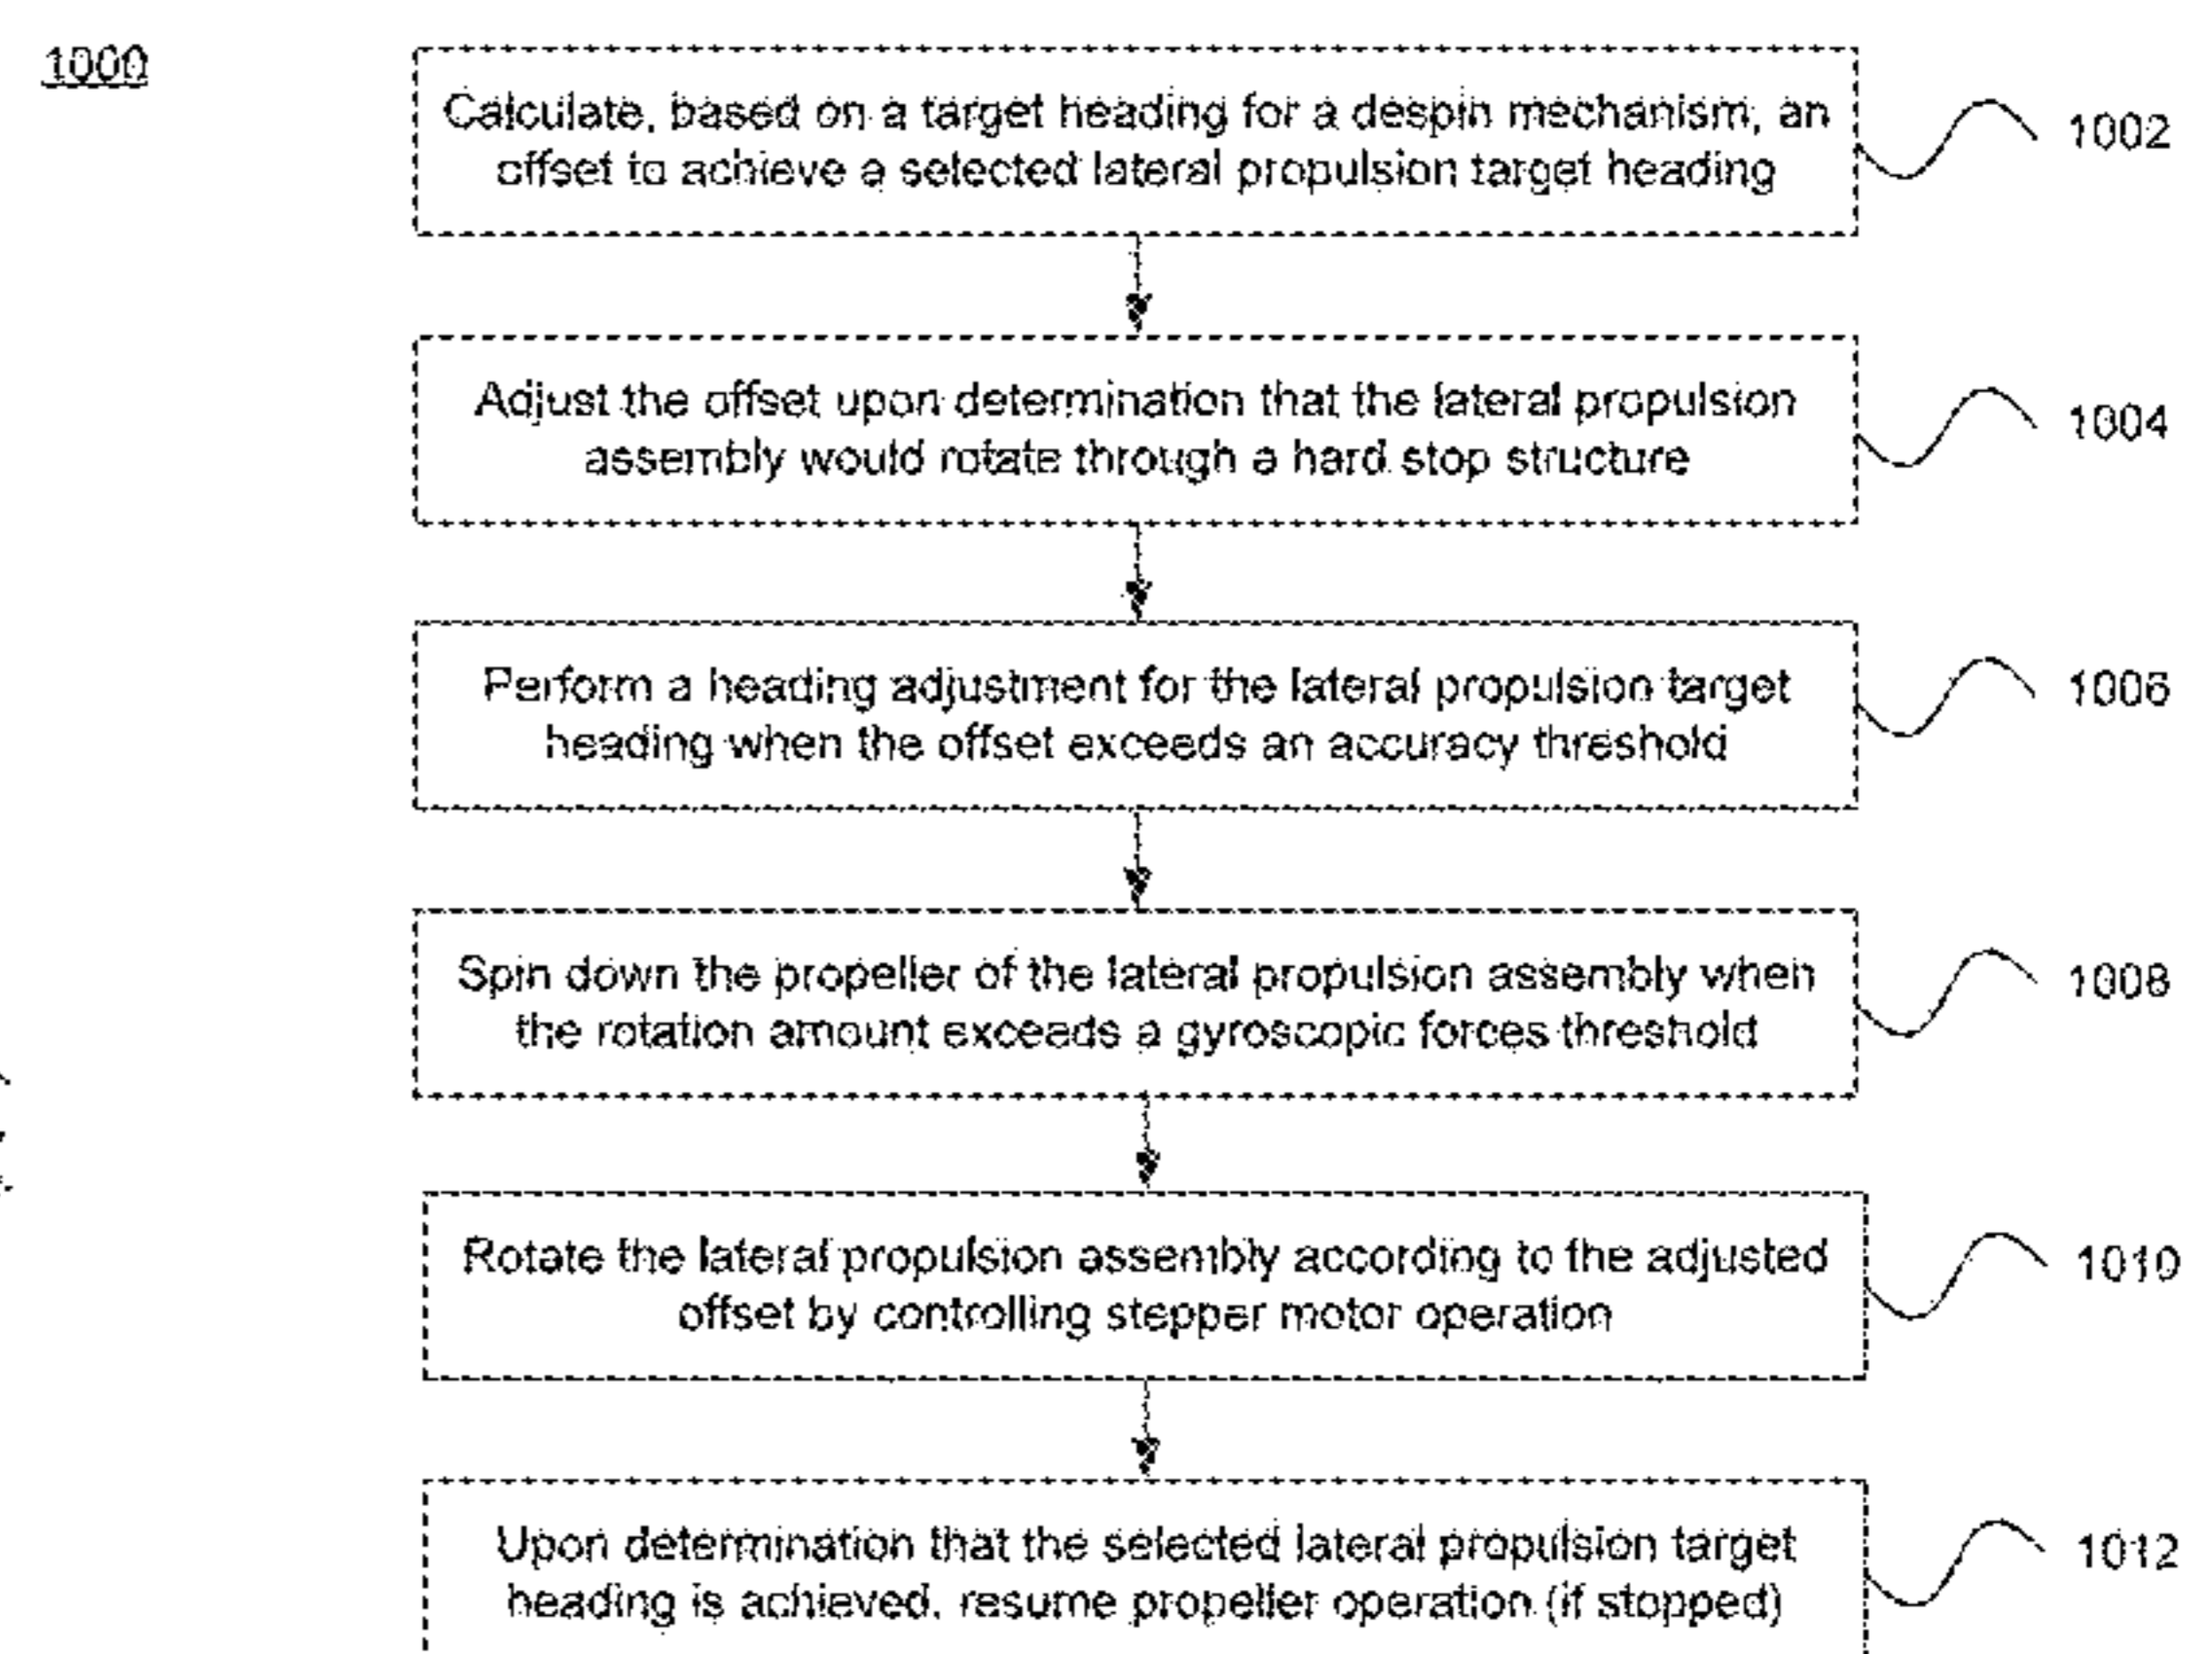 1000
Calculate, based on a target heading for a despin mechanism, an
offset to achieve a selected lateral propulsion target heading
1002
Adjust the offset upon determination that the lateral propulsion
assembly would rotate through a hard stop structure
1004
Perform a heading adjustment for the lateral propulsion target
heading when the offset exceeds an accuracy threshold
1006
Spin down the propeller of the lateral propulsion assembly when
the rotation amount exceeds a gyroscopic forces threshold
1008
Rotate the lateral propulsion assembly according to the adjusted
offset by controlling stepper motor operation
1010
Upon determination that the selected lateral propulsion target
heading is achieved, resume propeller operation (if stopped)
1012